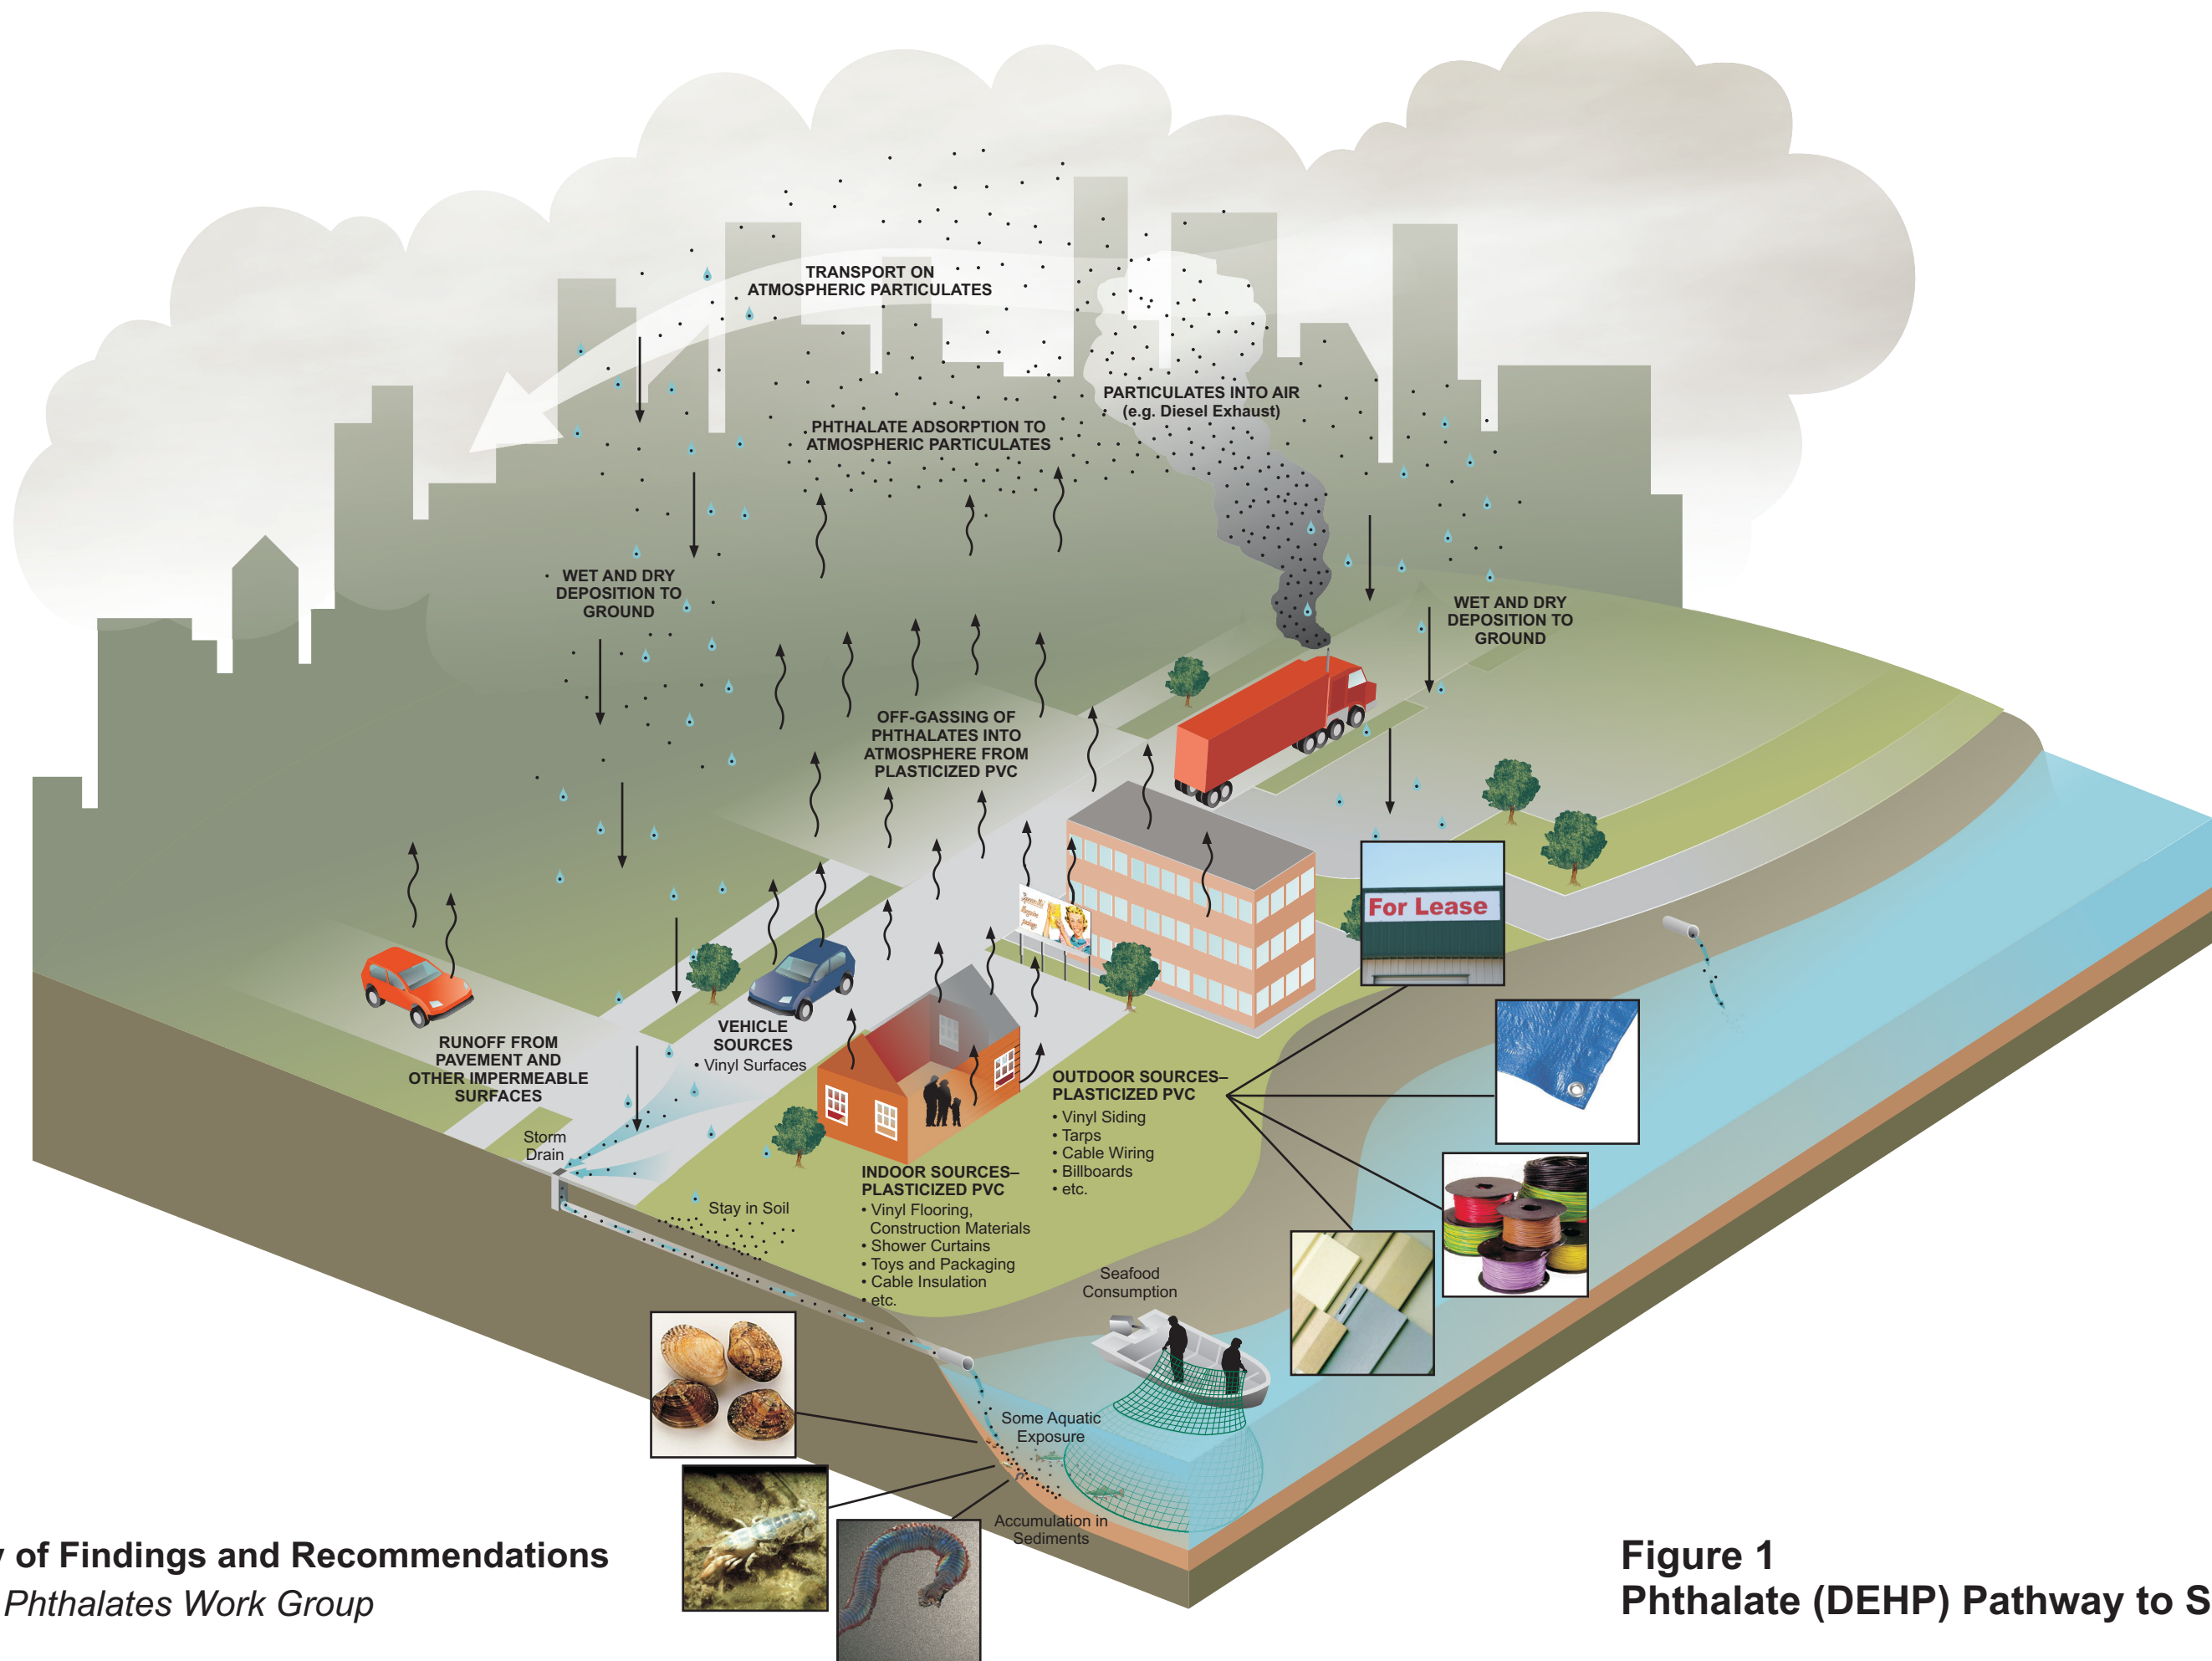 TRANSPORT ON
ATMOSPHERIC PARTICULATES
PARTICULATES INTO AIR
(e.g. Diesel Exhaust)
PHTHALATE ADSORPTION TO
ATMOSPHERIC PARTICULATES
WET AND DRY
DEPOSITION TO
GROUND
WET AND DRY
DEPOSITION TO
GROUND
OFF-GASSING OF
PHTHALATES INTO
ATMOSPHERE FROM
PLASTICIZED PVC
For Lease
RUNOFF FROM
PAVEMENT AND
OTHER IMPERMEABLE
SURFACES
VEHICLE
SOURCES
• Vinyl Surfaces
OUTDOOR SOURCES–
PLASTICIZED PVC
• Vinyl Siding
• Tarps
• Cable Wiring
• Billboards
• etc.
Storm
Drain
INDOOR SOURCES–
PLASTICIZED PVC
• Vinyl Flooring,
Construction Materials
• Shower Curtains
• Toys and Packaging
• Cable Insulation
• etc.
Stay in Soil
Seafood
Consumption
Some Aquatic
Exposure
Accumulation in
Sediments
y of Findings and Recommendations
Phthalates Work Group
Figure 1
Phthalate (DEHP) Pathway to S